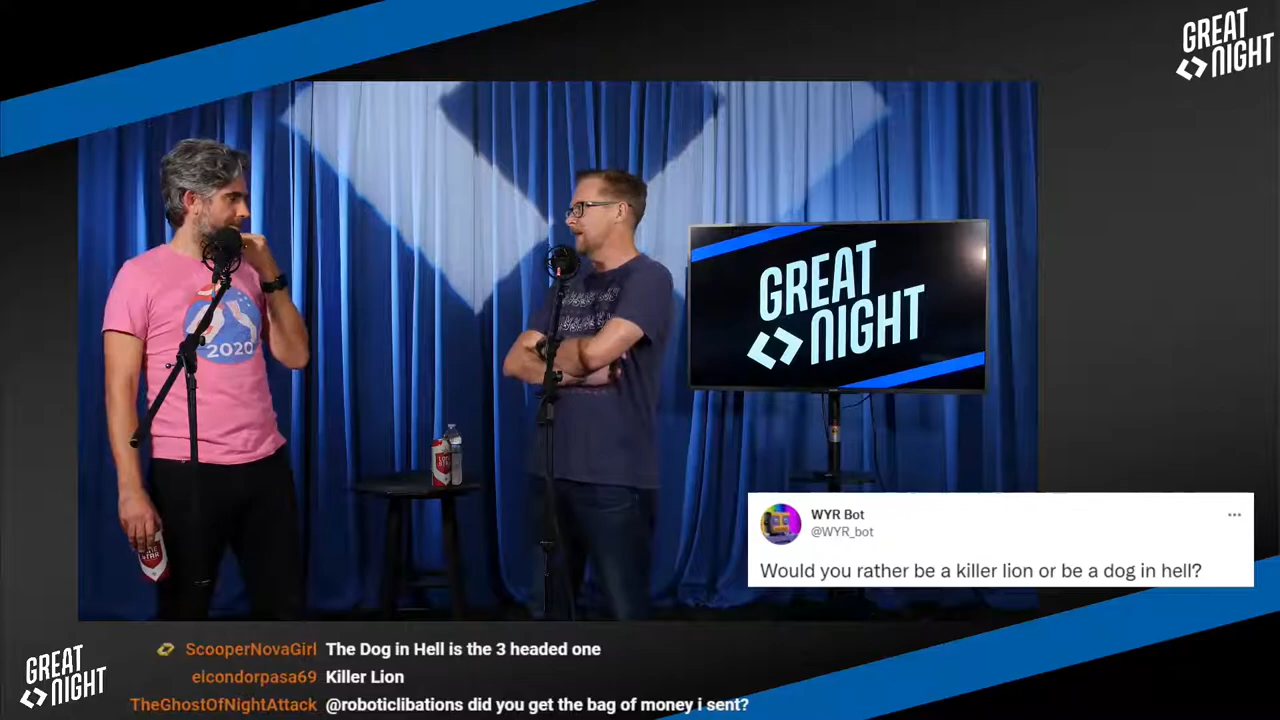 GREAT
NIGHT
2020
GREAT
NIGHT
LONE
STAR
WYR Bot
@WYR_bot
Would you rather be a killer lion or be a dog in hell?
GREAT
NIGHT
ScooperNovaGirl The Dog in Hell is the 3 headed one
elcondorpasa69 Killer Lion
TheGhostOfNightAttack @roboticlibations did you get the bag of money i sent?